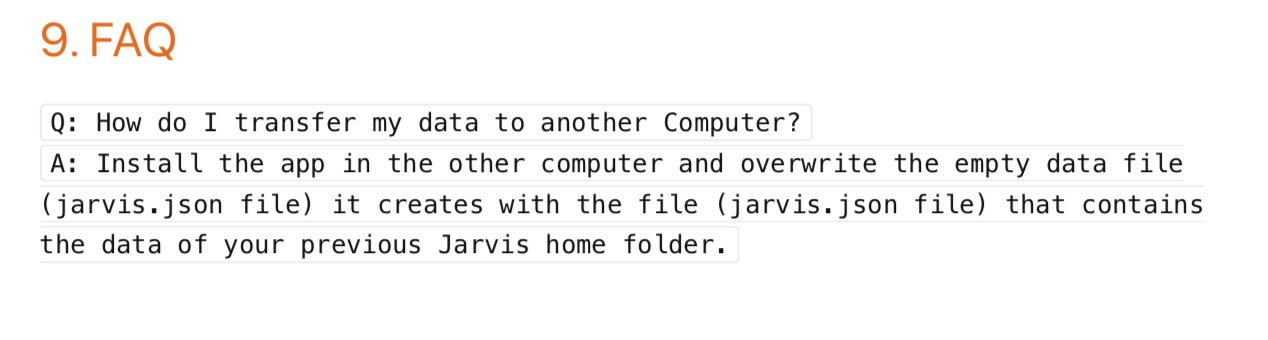 9. FAQ
Q: How do I transfer my data to another Computer?
A: Install the app in the other computer and overwrite the empty data file
(jarvis.json file) it creates with the file (jarvis.json file) that contains
the data of your previous Jarvis home folder.